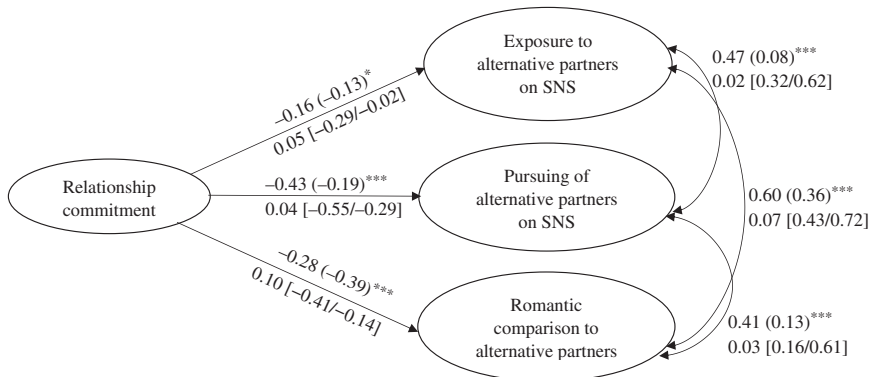 Exposure to
alternative partners
on SNS
0.47 (0.08)***
0.02 [0.32/0.62]
–0.16 (–0.13)*
0.05 [–0.29/–0.02]
Relationship
commitment
–0.43 (–0.19)***
0.04 [–0.55/–0.29]
Pursuing of
alternative partners
on SNS
0.60 (0.36)***
0.07 [0.43/0.72]
–0.28 (–0.39)***
0.10 [–0.41/–0.14]
Romantic
comparison to
alternative partners
0.41 (0.13)***
0.03 [0.16/0.61]